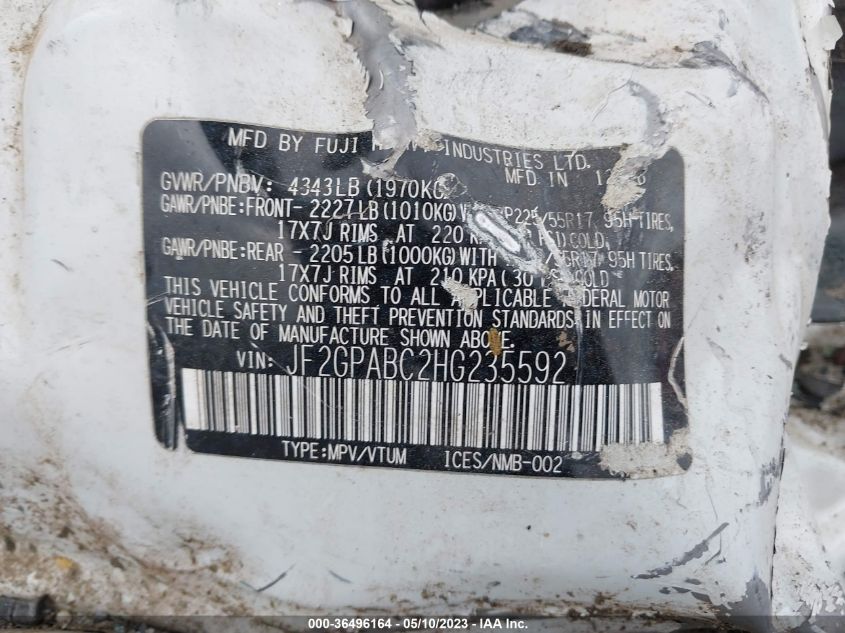 MFD BY FUJI INDUSTRIES LTD.
MFD IN
GVWR/PNBV: 4343LB (1970KG
GAWR/PNBE:FRONT- 2227LB (1010KG) P225/55R17 95H TIRES,
17X7J RIMS AT 220 COLD.
GAWR/PNBE:REAR - 2205LB (1000KG) WITH 95H TIRES,
17X7J RIMS AT 210 KPA (30 COLD
THIS VEHICLE CONFORMS TO ALL APPLICABLE FEDERAL MOTOR
VEHICLE SAFETY AND THEFT PREVENTION STANDARDS IN EFFECT ON
THE DATE OF MANUFACTURE SHOWN ABOVE.
VIN: JF2GPABC2HG235592
TYPE:MPV/VTUM ICES/NMB-002
000-36496164 - 05/10/2023 - IAA Inc.